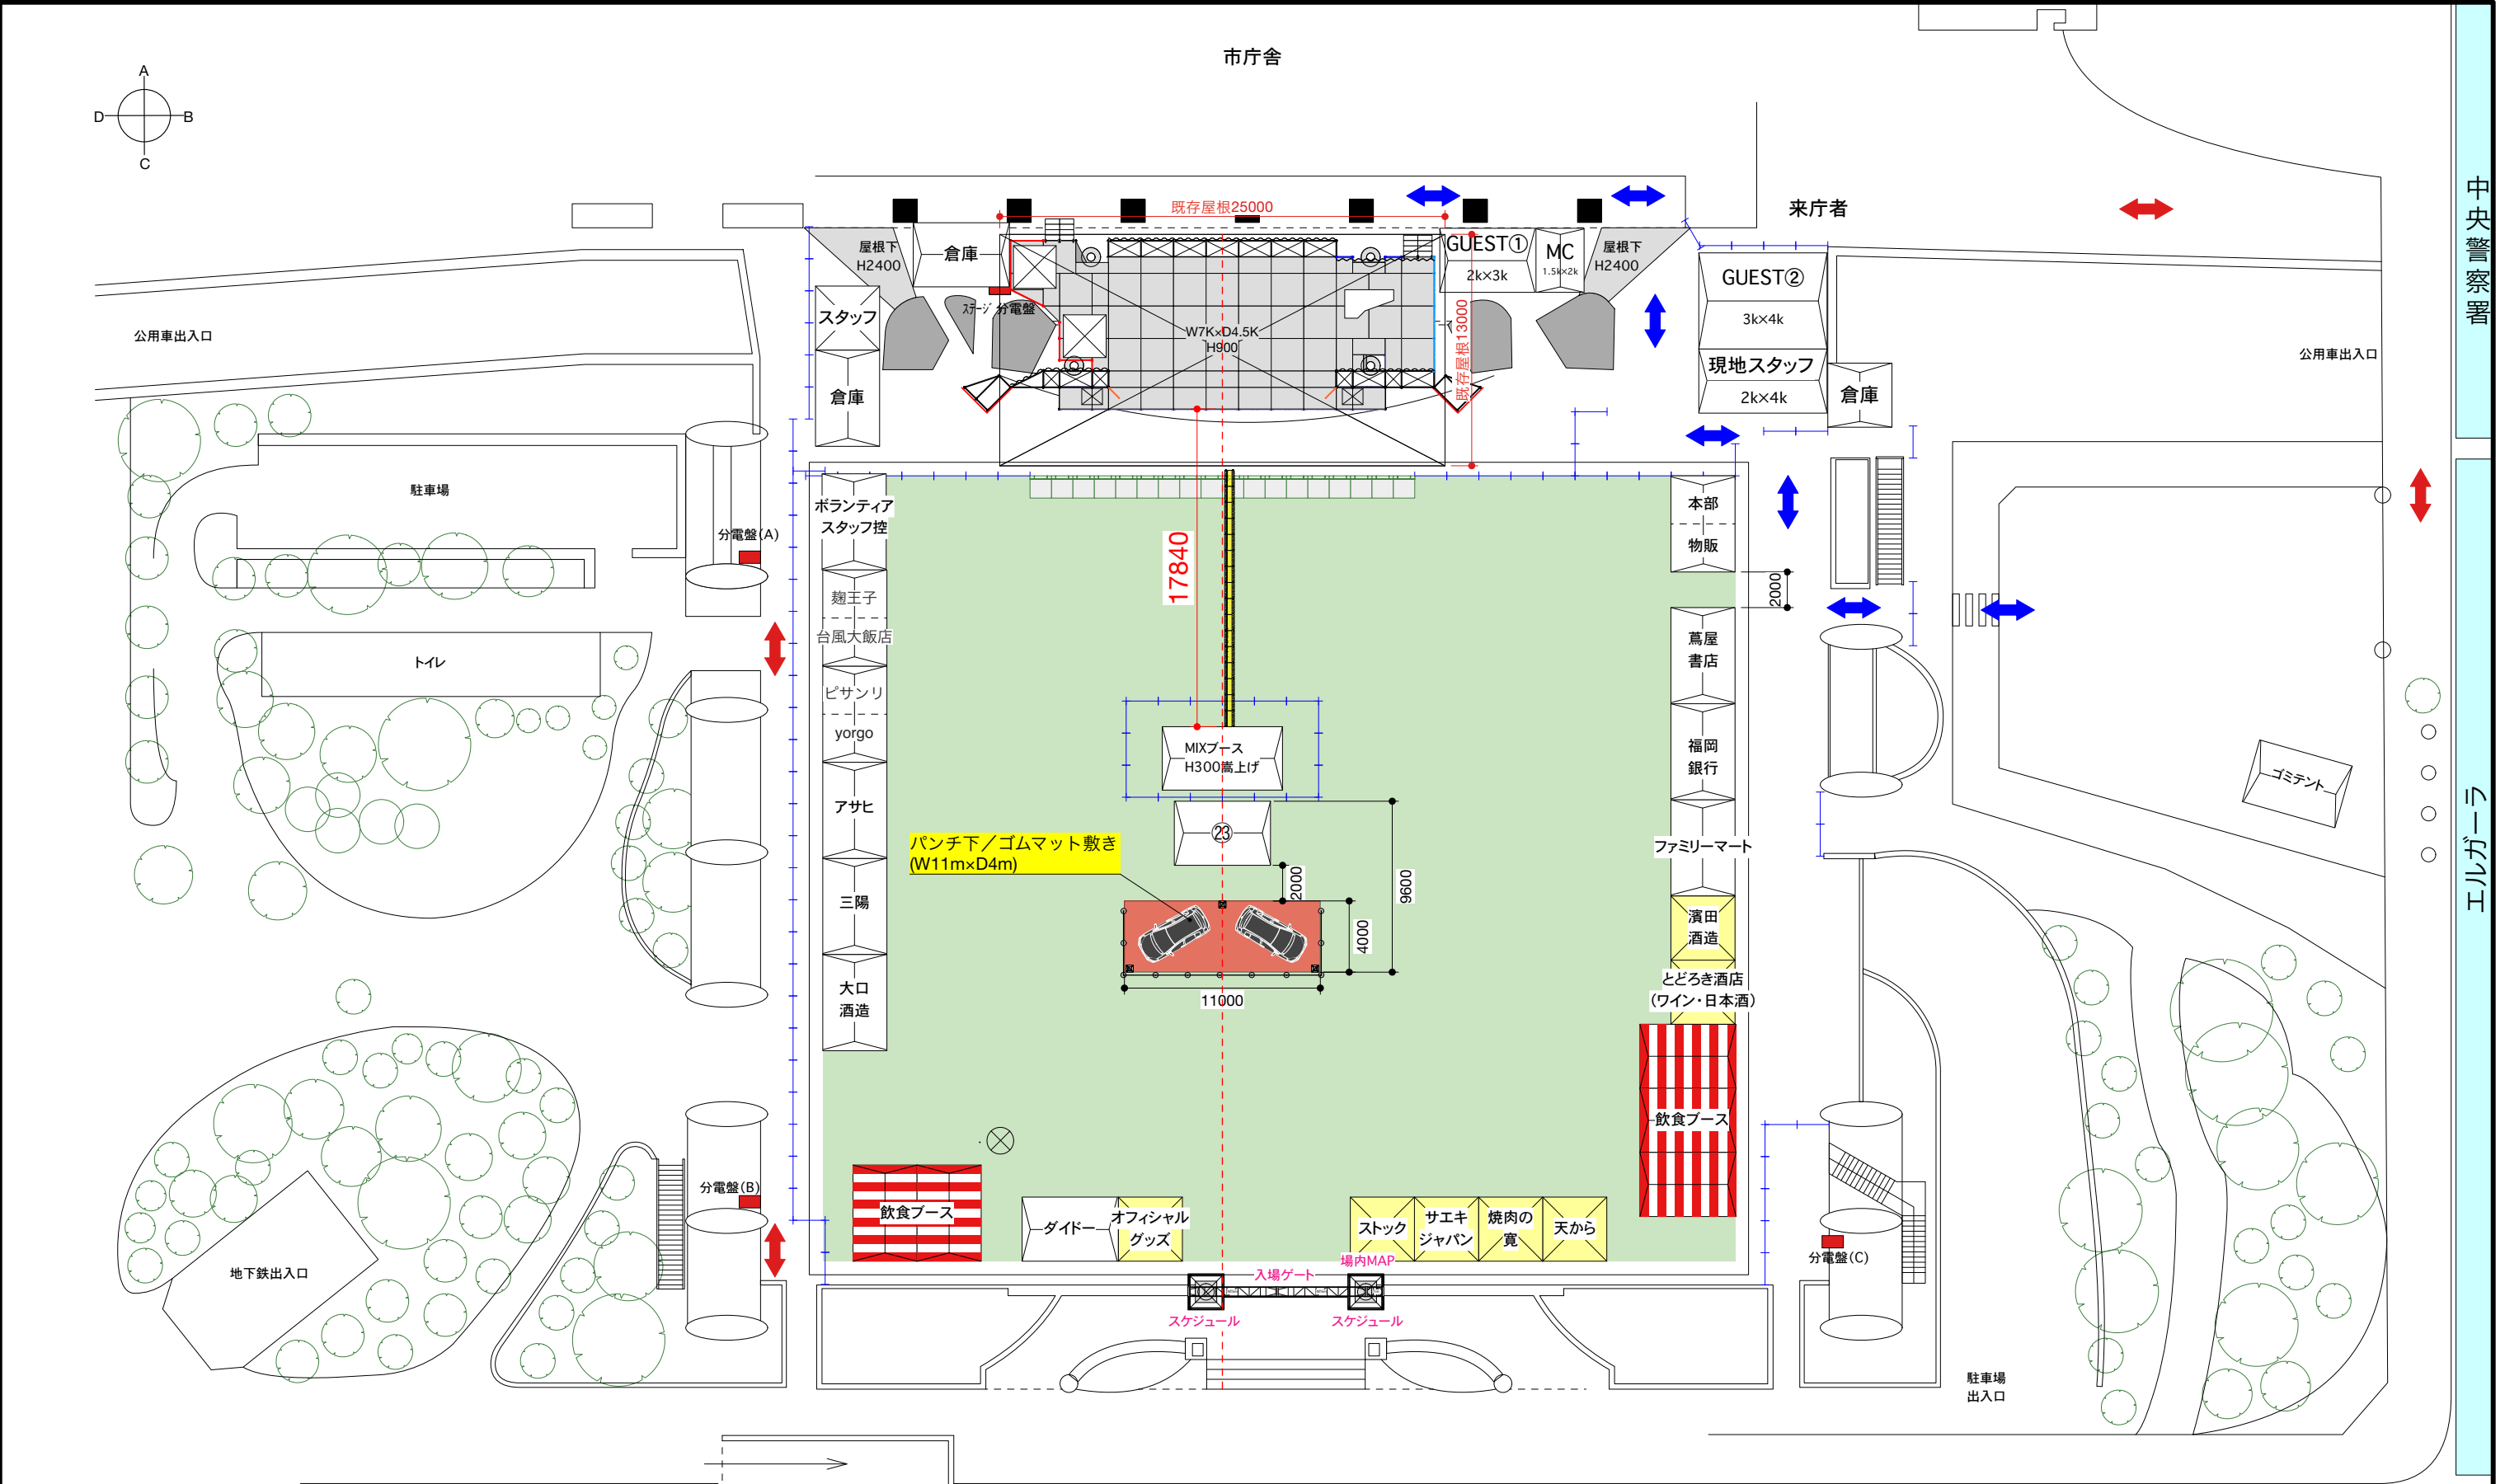 市庁舎
A
D
B
C
中央警察署
来庁者
既存屋根25000
屋根下
H2400
倉庫
GUEST①
2k×3k
MC
1.5k×2k
屋根下
H2400
GUEST②
3k×4k
現地スタッフ
2k×4k
倉庫
スタッフ
倉庫
ステージ分電盤
W7K×D4.5K
H900
既存屋根13000
公用車出入口
公用車出入口
駐車場
分電盤(A)
トイレ
ボランティア
スタッフ控
麹王子
台風大飯店
ピサンリ
yorgo
アサヒ
三陽
大口
酒造
17840
MIXブース
H300嵩上げ
㉓
パンチ下／ゴムマット敷き
(W11m×D4m)
2000
9600
4000
11000
本部
物販
2000
蔦屋
書店
福岡
銀行
ファミリーマート
濱田
酒造
とどろき酒店
(ワイン・日本酒)
飲食ブース
ゴミテント
エルガーラ
分電盤(B)
地下鉄出入口
飲食ブース
ダイドー
オフィシャル
グッズ
ストック
サエキ
ジャパン
焼肉の
寛
天から
場内MAP
入場ゲート
スケジュール
スケジュール
分電盤(C)
駐車場
出入口